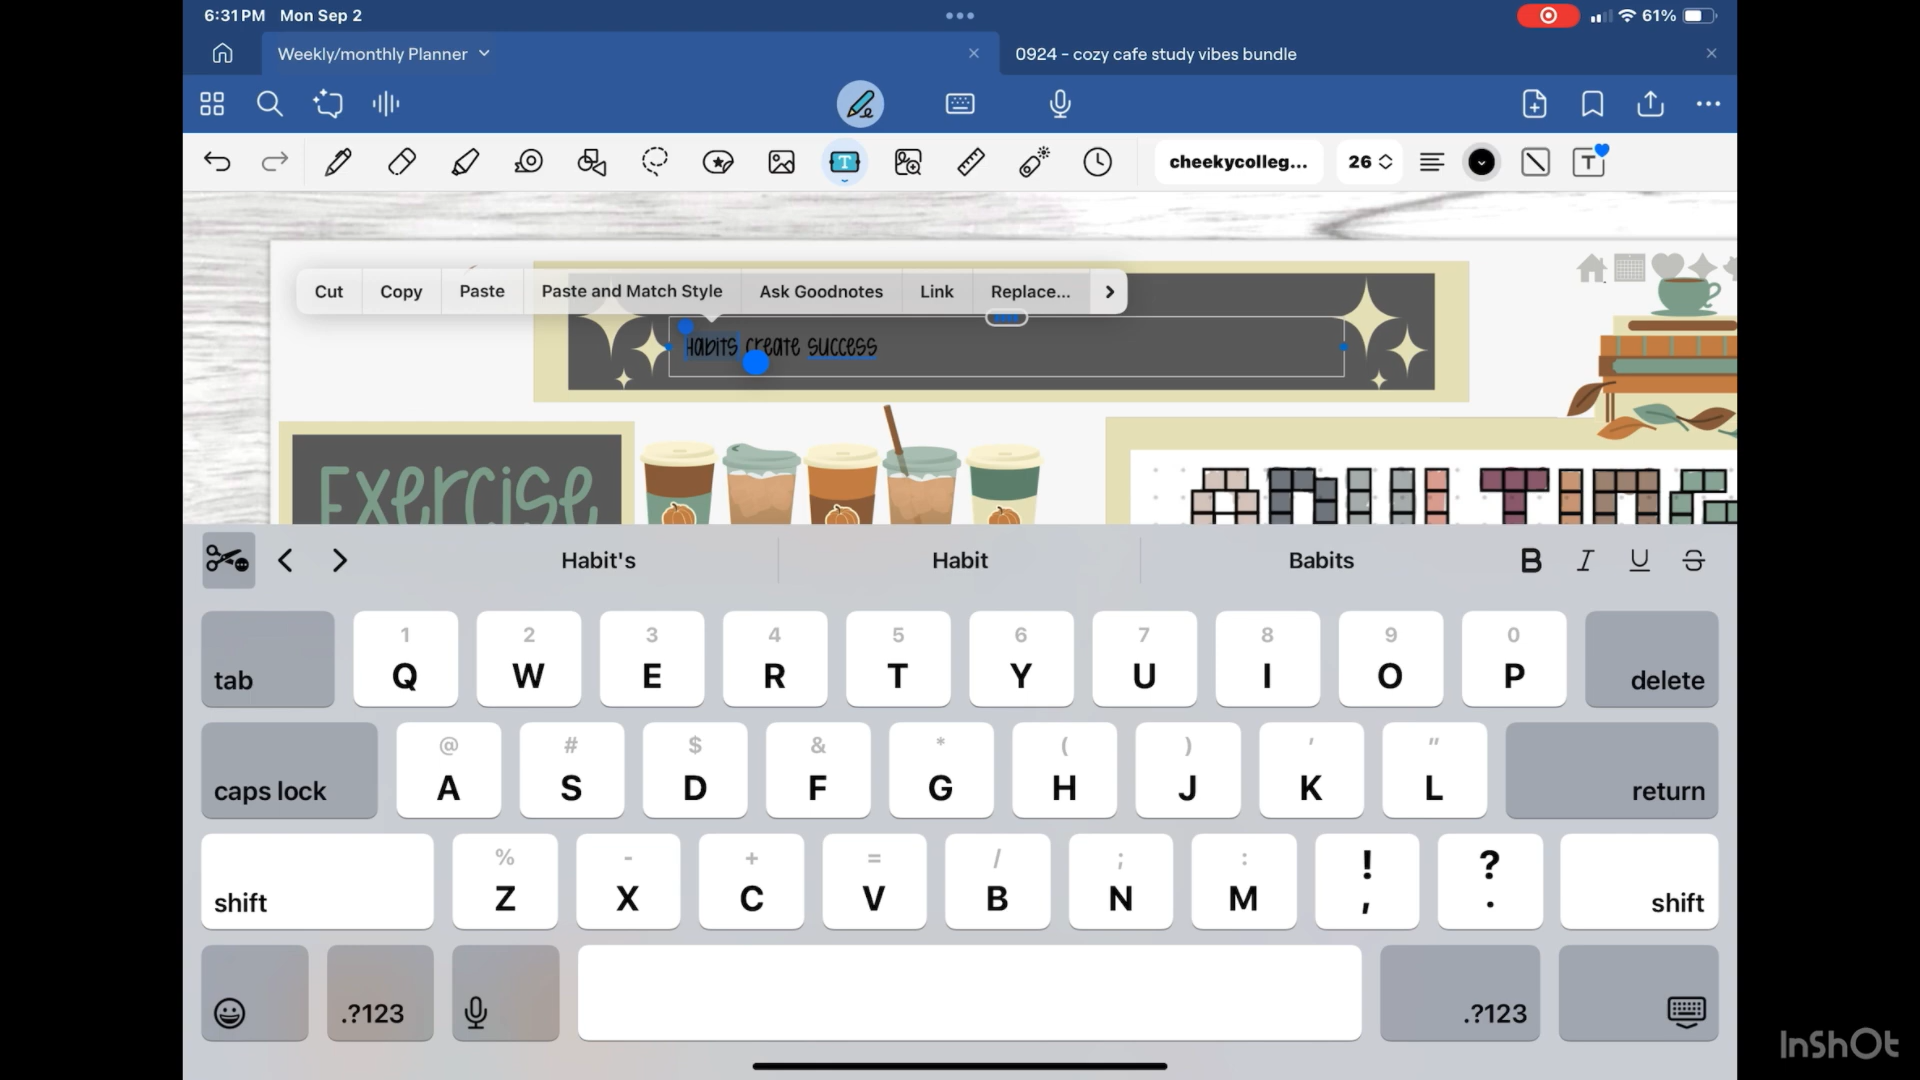 6:31 PM Mon Sep 2
61%
Weekly/monthly Planner
0924 - cozy cafe study vibes bundle
cheekycolleg...
26
Cut Copy Paste Paste and Match Style Ask Goodnotes Link Replace...
Habits create success
Exercise
Habit's Habit Babits B I U S
tab 1 Q 2 W 3 E 4 R 5 T 6 Y 7 U 8 I 9 O 0 P delete
caps lock @ A # S $ D & F * G ( H ) J ' K " L return
shift % Z - X + C = V / B ; N : M ! , ? . shift
.?123 .?123
InShOt